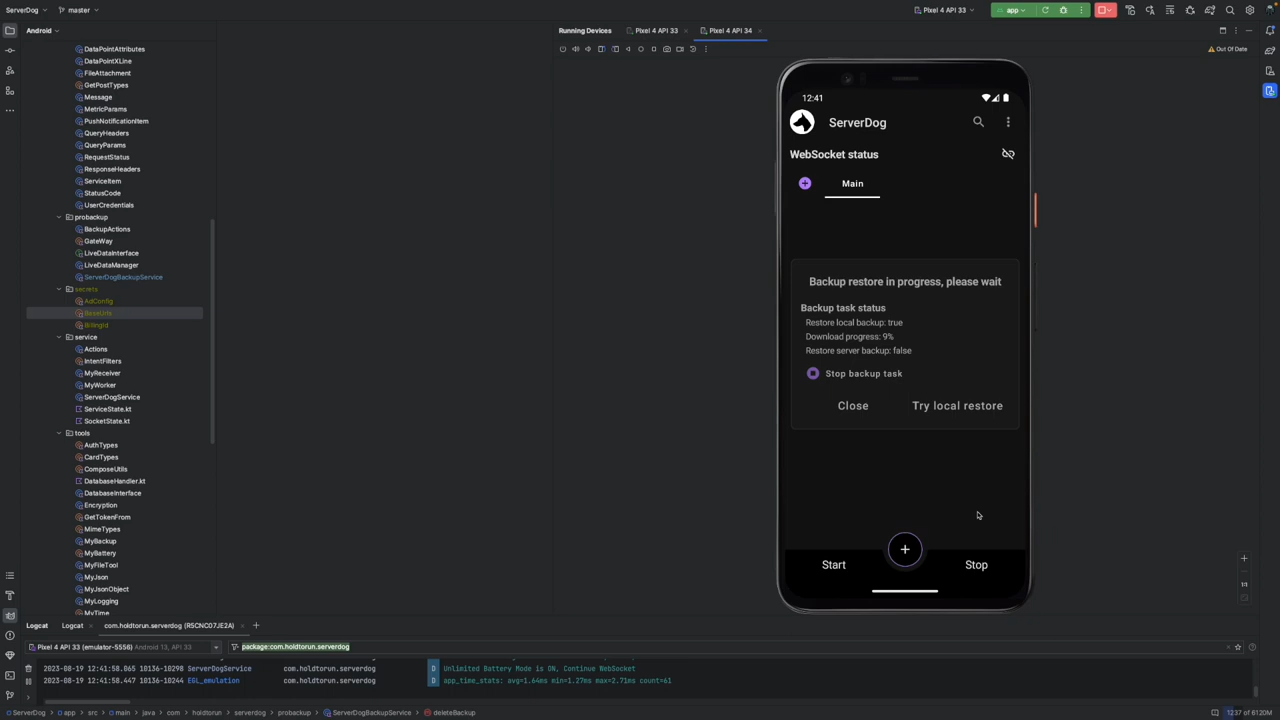 ServerDog
master
Pixel 4 API 33
app
Android
Running Devices
Pixel 4 API 33
Pixel 4 API 34
Out Of Date
DataPointAttributes
DataPointXLine
FileAttachment
GetPostTypes
Message
MetricParams
PushNotificationItem
QueryHeaders
QueryParams
RequestStatus
ResponseHeaders
ServiceItem
StatusCode
UserCredentials
probackup
BackupActions
GateWay
LiveDataInterface
LiveDataManager
ServerDogBackupService
secrets
AdConfig
BaseUrls
BillingId
service
Actions
IntentFilters
MyReceiver
MyWorker
ServerDogService
ServiceState.kt
SocketState.kt
tools
AuthTypes
CardTypes
ComposeUtils
DatabaseHandler.kt
DatabaseInterface
Encryption
GetTokenFrom
MimeTypes
MyBackup
MyBattery
MyFileTool
MyJson
MyJsonObject
MyLogging
MyTime
12:41
ServerDog
WebSocket status
Main
Backup restore in progress, please wait
Backup task status
Restore local backup: true
Download progress: 9%
Restore server backup: false
Stop backup task
Close
Try local restore
Start
Stop
1:1
Logcat
Logcat
com.holdtorun.serverdog (R5CNC07JE2A)
Pixel 4 API 33 (emulator-5556) Android 13, API 33
package:com.holdtorun.serverdog
2023-08-19 12:41:58.065 10136-10298 ServerDogService com.holdtorun.serverdog D Unlimited Battery Mode is ON, Continue WebSocket
2023-08-19 12:41:58.447 10136-10244 EGL_emulation com.holdtorun.serverdog D app_time_stats: avg=1.64ms min=1.27ms max=2.71ms count=61
ServerDog
app
src
main
java
com
holdtorun
serverdog
probackup
ServerDogBackupService
deleteBackup
1237 of 6120M